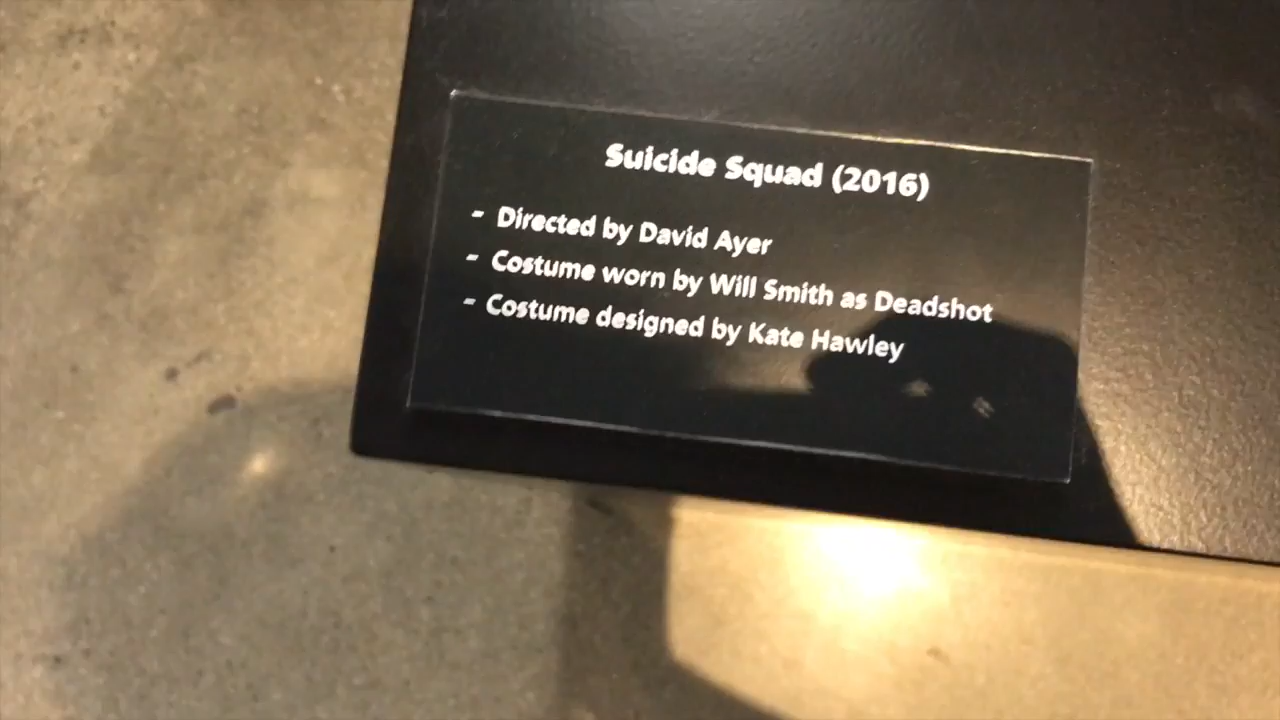 Suicide Squad (2016)
- Directed by David Ayer
- Costume worn by Will Smith as Deadshot
- Costume designed by Kate Hawley